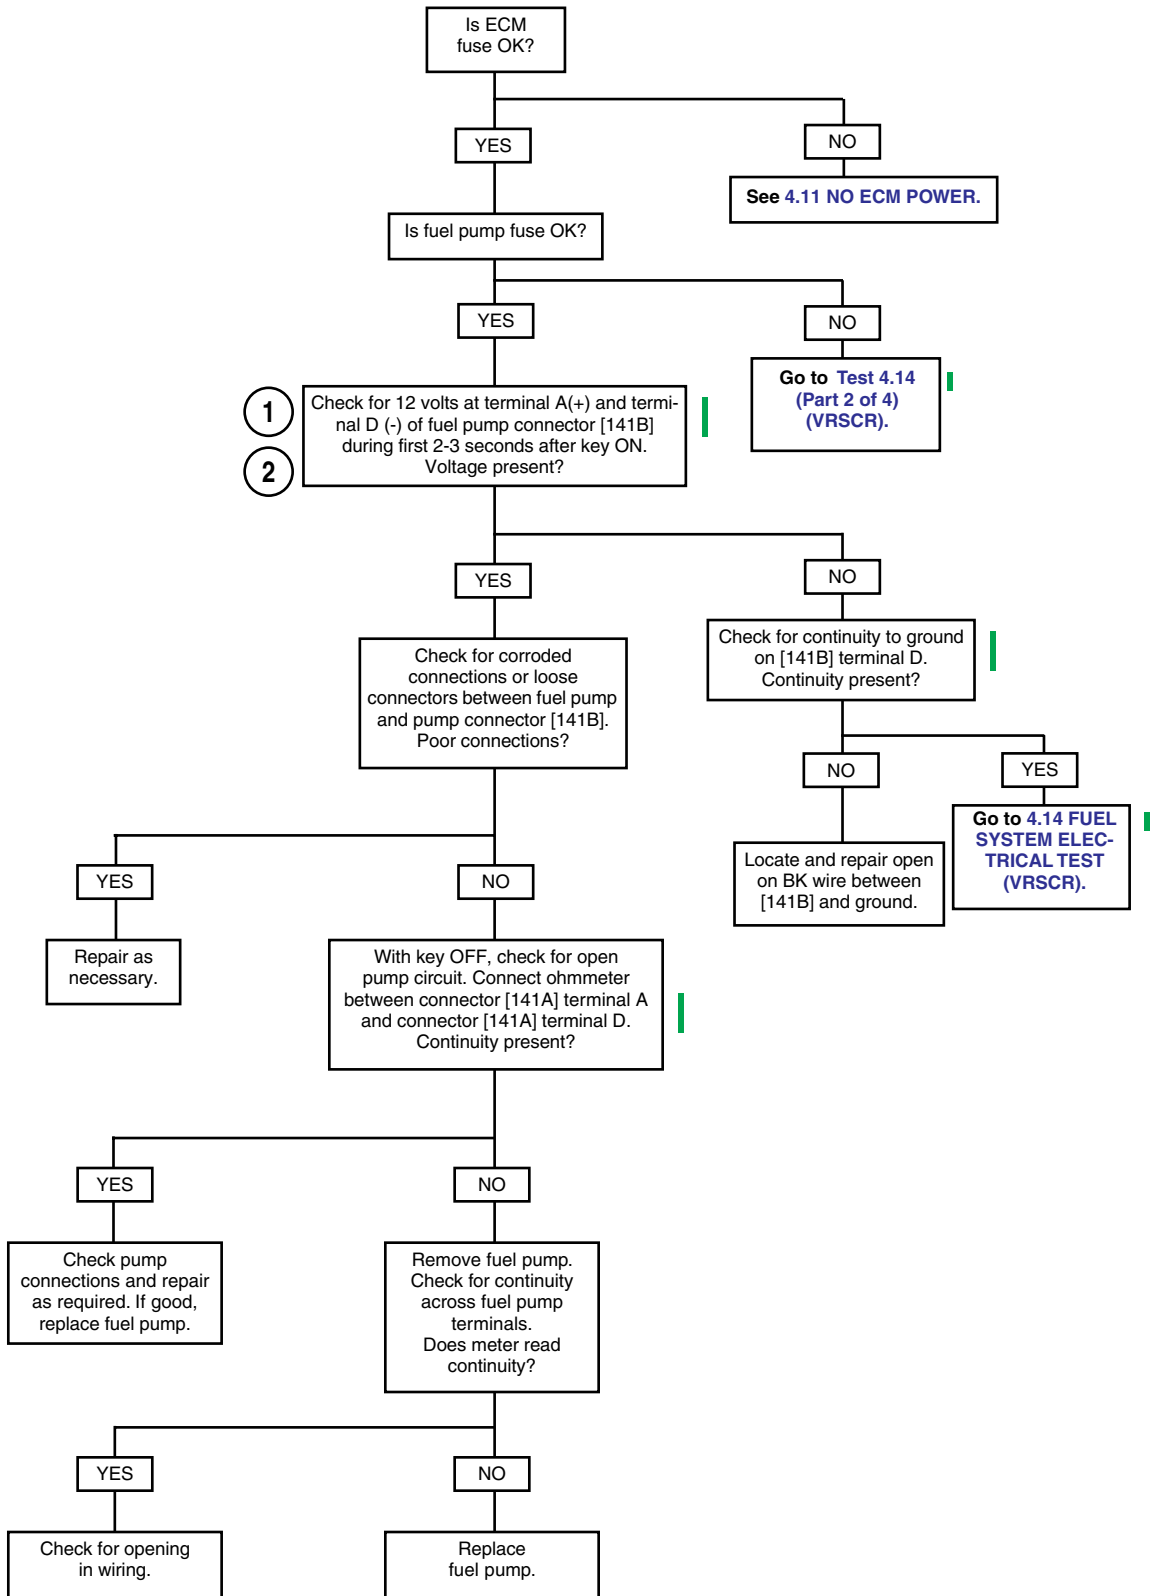 Is ECM
fuse OK?
YES
NO
See 4.11 NO ECM POWER.
Is fuel pump fuse OK?
YES
NO
Go to Test 4.14
(Part 2 of 4)
(VRSCR).
1
2
Check for 12 volts at terminal A(+) and termi-
nal D (-) of fuel pump connector [141B]
during first 2-3 seconds after key ON.
Voltage present?
YES
NO
Check for corroded
connections or loose
connectors between fuel pump
and pump connector [141B].
Poor connections?
Check for continuity to ground
on [141B] terminal D.
Continuity present?
NO
YES
Locate and repair open
on BK wire between
[141B] and ground.
Go to 4.14 FUEL
SYSTEM ELEC-
TRICAL TEST
(VRSCR).
YES
NO
Repair as
necessary.
With key OFF, check for open
pump circuit. Connect ohmmeter
between connector [141A] terminal A
and connector [141A] terminal D.
Continuity present?
YES
NO
Check pump
connections and repair
as required. If good,
replace fuel pump.
Remove fuel pump.
Check for continuity
across fuel pump
terminals.
Does meter read
continuity?
YES
NO
Check for opening
in wiring.
Replace
fuel pump.